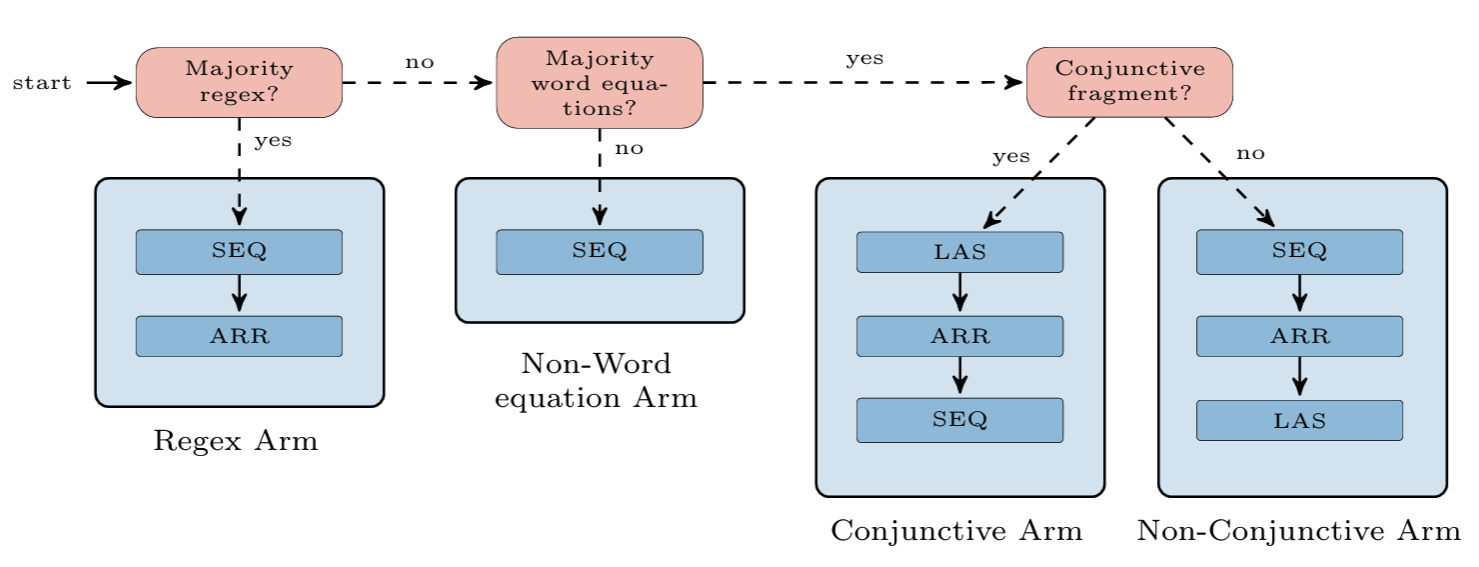 start
Majority
regex?
no
Majority
word equa-
tions?
yes
Conjunctive
fragment?
yes
no
yes
no
SEQ
ARR
Regex Arm
SEQ
Non-Word
equation Arm
LAS
ARR
SEQ
Conjunctive Arm
SEQ
ARR
LAS
Non-Conjunctive Arm